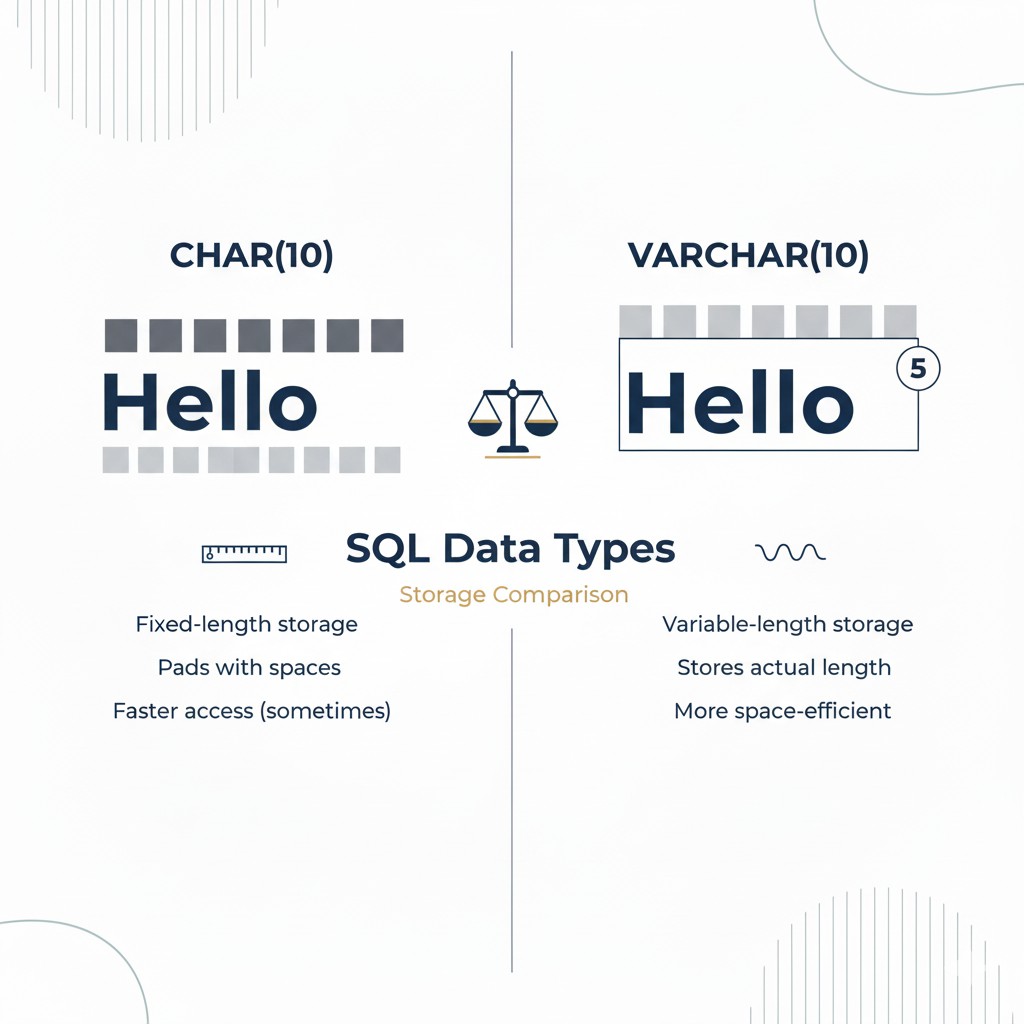 CHAR(10)
Hello
VARCHAR(10)
Hello
5
SQL Data Types
Storage Comparison
Fixed-length storage
Pads with spaces
Faster access (sometimes)
Variable-length storage
Stores actual length
More space-efficient